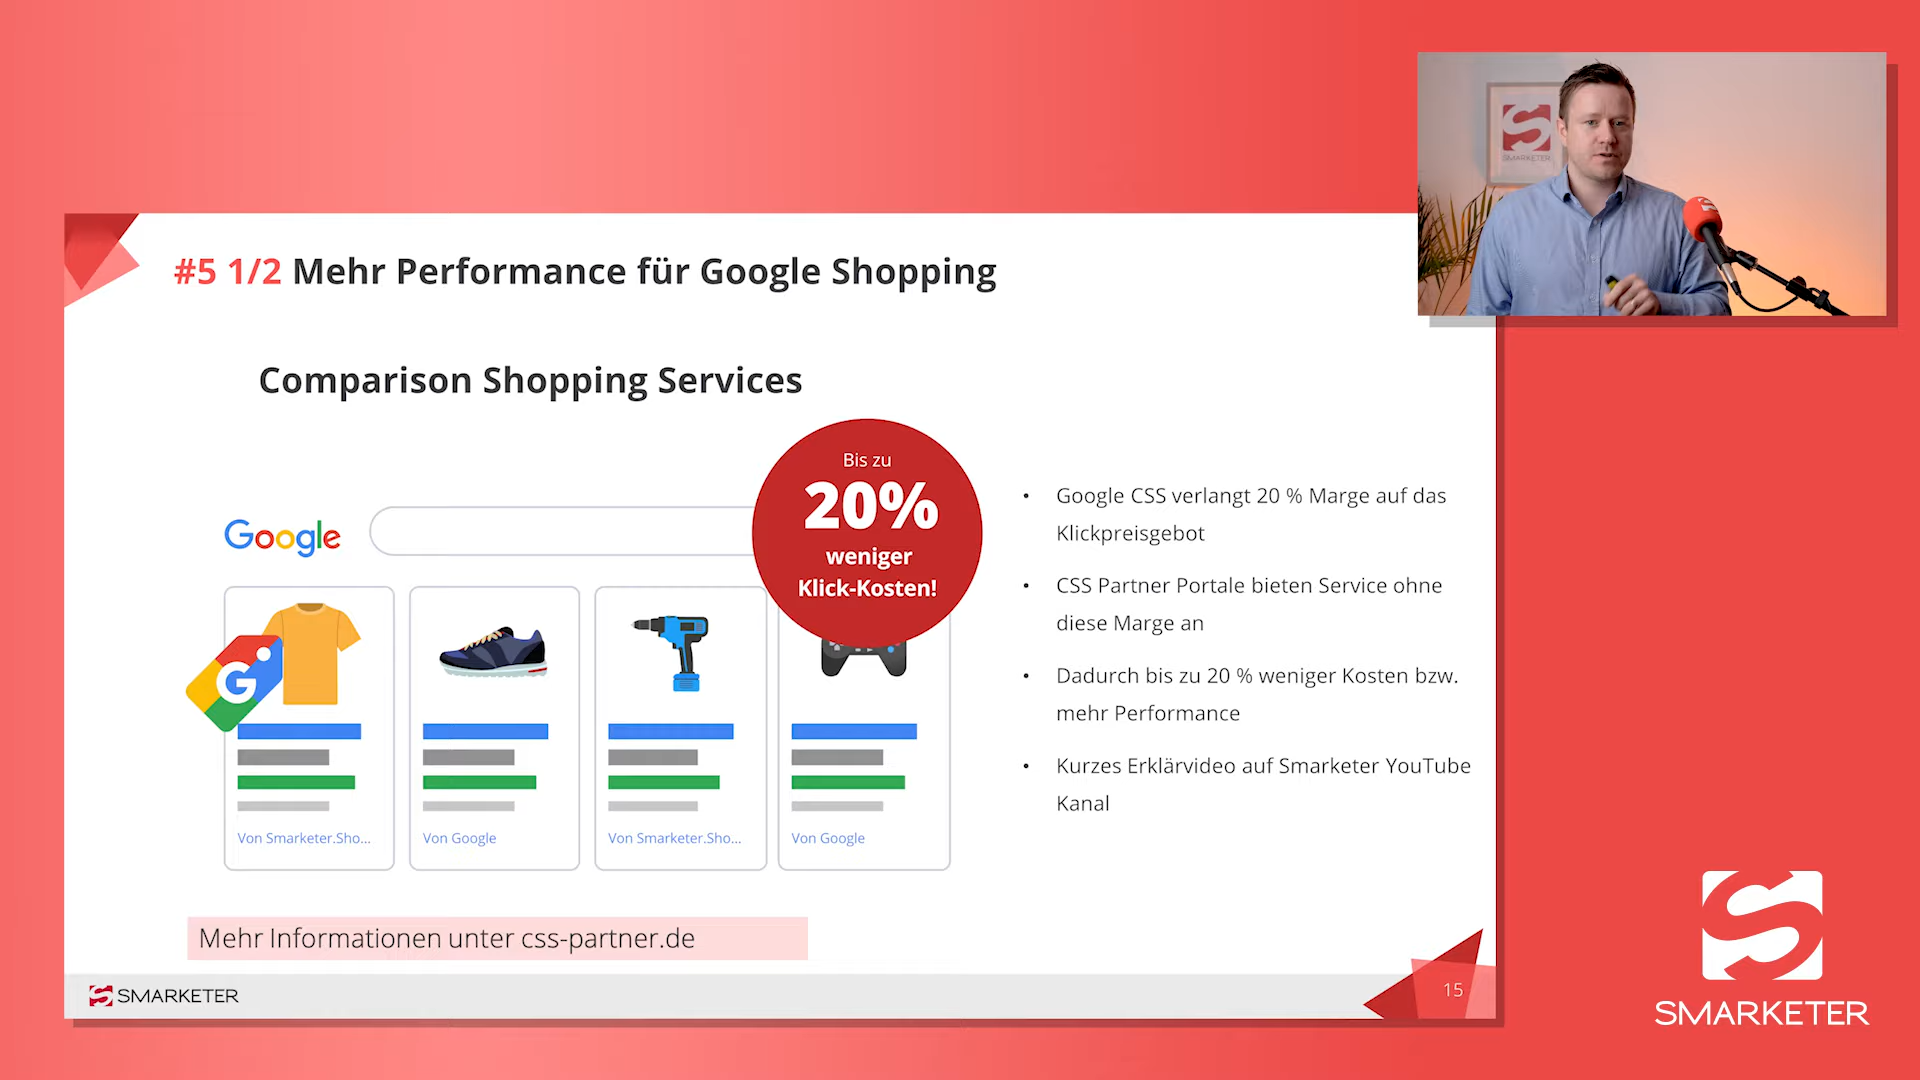 SMARKETER
#5 1/2 Mehr Performance für Google Shopping
Comparison Shopping Services
Bis zu
20%
weniger
Klick-Kosten!
Google
G
Von Smarketer.Sho...
Von Google
Von Smarketer.Sho...
Von Google
• Google CSS verlangt 20 % Marge auf das
Klickpreisgebot
• CSS Partner Portale bieten Service ohne
diese Marge an
• Dadurch bis zu 20 % weniger Kosten bzw.
mehr Performance
• Kurzes Erklärvideo auf Smarketer YouTube
Kanal
Mehr Informationen unter css-partner.de
SMARKETER
15
SMARKETER